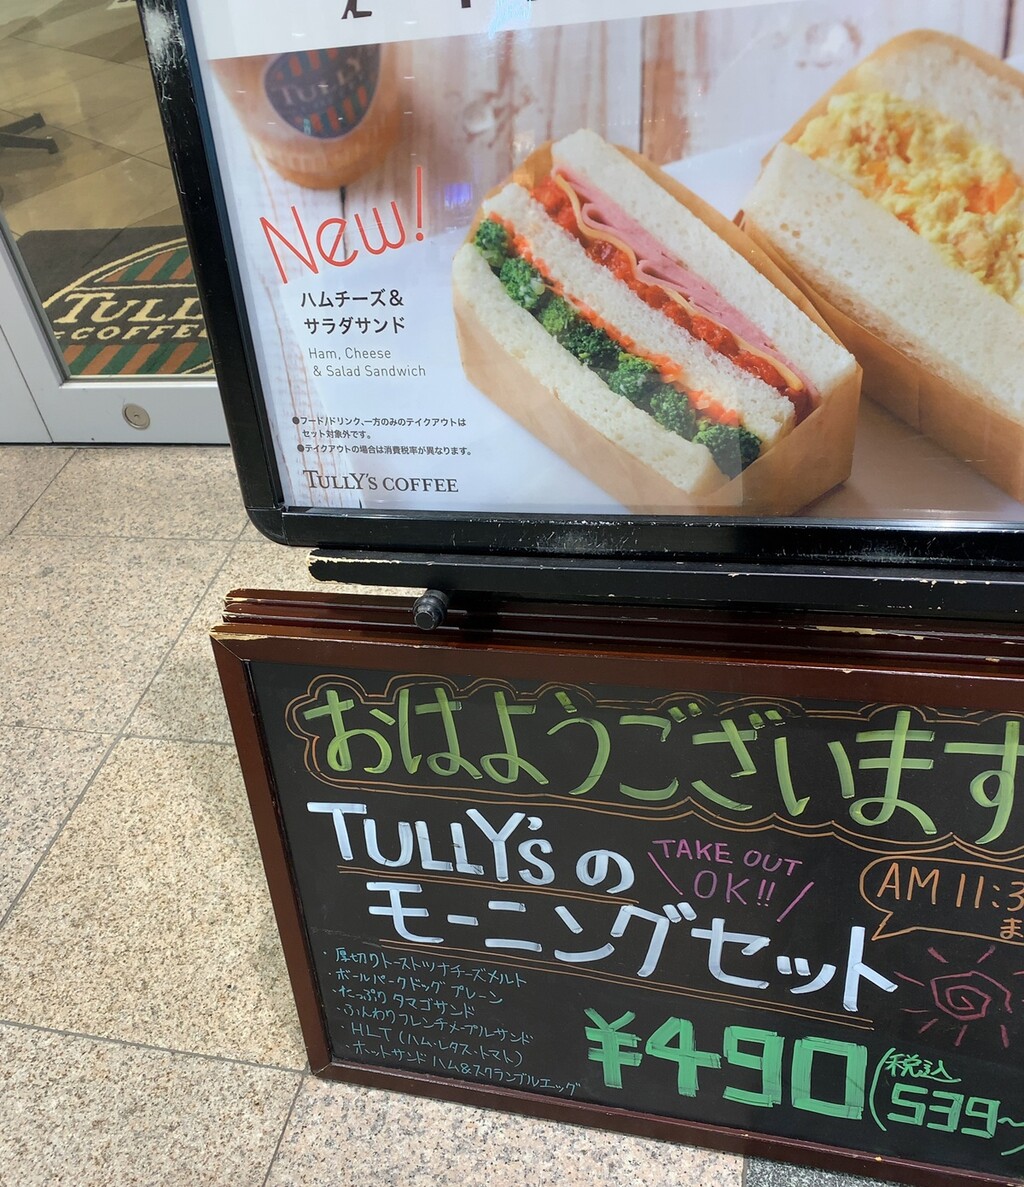 TULLY'S
New!
ハムチーズ&
サラダサンド
Ham, Cheese
& Salad Sandwich
●フード/ドリンク、一方のみのテイクアウトは
セット対象外です。
●テイクアウトの場合は消費税率が異なります。
TULLY'S COFFEE
TULLY
COFFEE
おはようございます
TULLY'sの
TAKE OUT
OK!!
モーニングセット
AM 11:3
ま
・厚切りトーストツナチーズメルト
・ボールパークドッグ プレーン
・たっぷりタマゴサンド
・ふんわりフレンチメープルサンド
・HLT(ハム・レタス・トマト)
ホットサンド ハム&スクランブルエッグ
¥490
(税込
539~